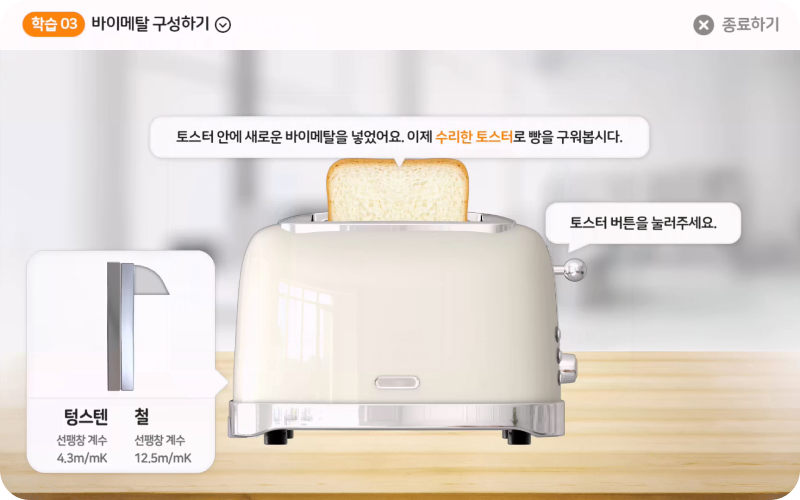 학습 03 바이메탈 구성하기
종료하기
토스터 안에 새로운 바이메탈을 넣었어요. 이제 수리한 토스터로 빵을 구워봅시다.
토스터 버튼을 눌러주세요.
텅스텐 철
선팽창 계수 선팽창 계수
4.3m/mK 12.5m/mK